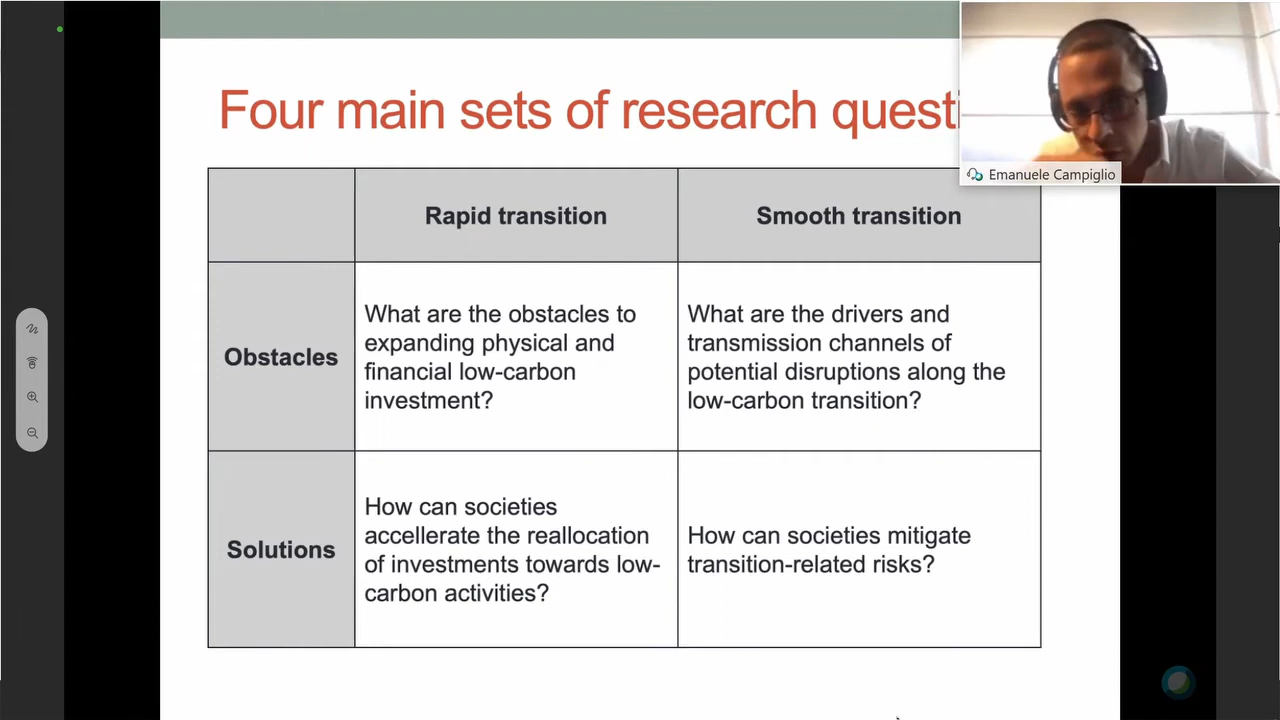 Four main sets of research questi
Emanuele Campiglio
Rapid transition
Smooth transition
Obstacles
What are the obstacles to
expanding physical and
financial low-carbon
investment?
What are the drivers and
transmission channels of
potential disruptions along the
low-carbon transition?
Solutions
How can societies
accellerate the reallocation
of investments towards low-
carbon activities?
How can societies mitigate
transition-related risks?